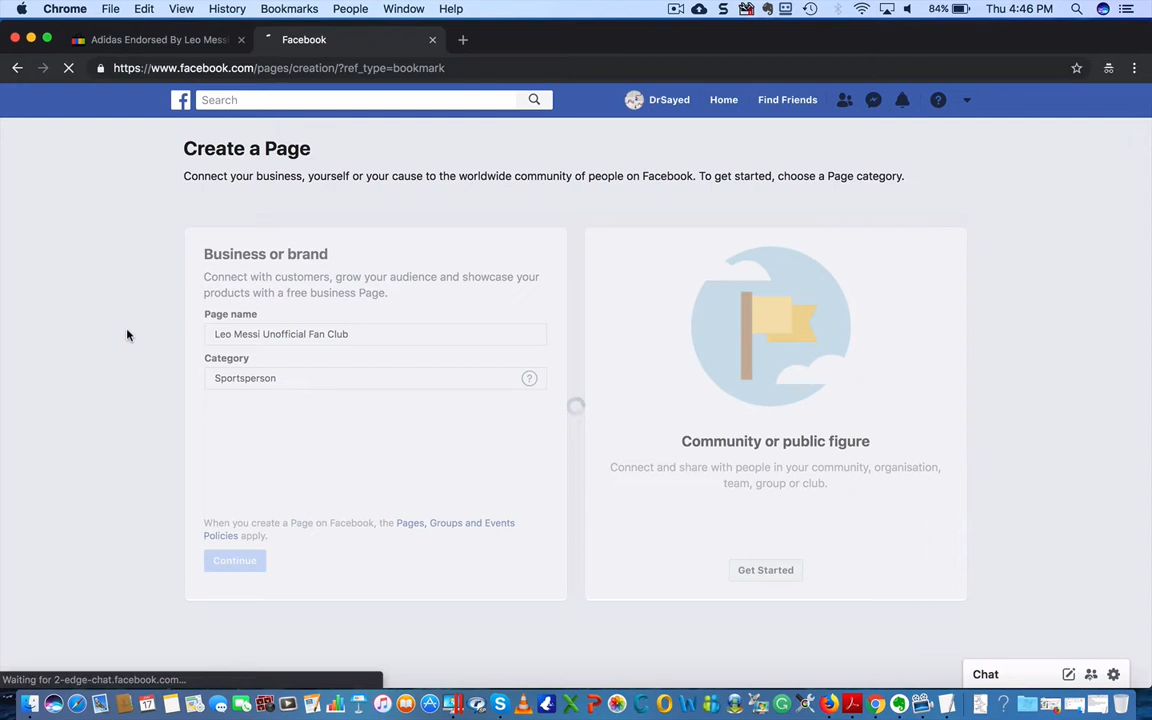 Chrome File Edit View History Bookmarks People Window Help 84% Thu 4:46 PM
Adidas Endorsed By Leo Mess Facebook
https://www.facebook.com/pages/creation/?ref_type=bookmark
Search DrSayed Home Find Friends
Create a Page
Connect your business, yourself or your cause to the worldwide community of people on Facebook. To get started, choose a Page category.
Business or brand
Connect with customers, grow your audience and showcase your
products with a free business Page.
Page name
Leo Messi Unofficial Fan Club
Category
Sportsperson
When you create a Page on Facebook, the Pages, Groups and Events
Policies apply.
Continue
Community or public figure
Connect and share with people in your community, organisation,
team, group or club.
Get Started
Waiting for 2-edge-chat.facebook.com...
Chat